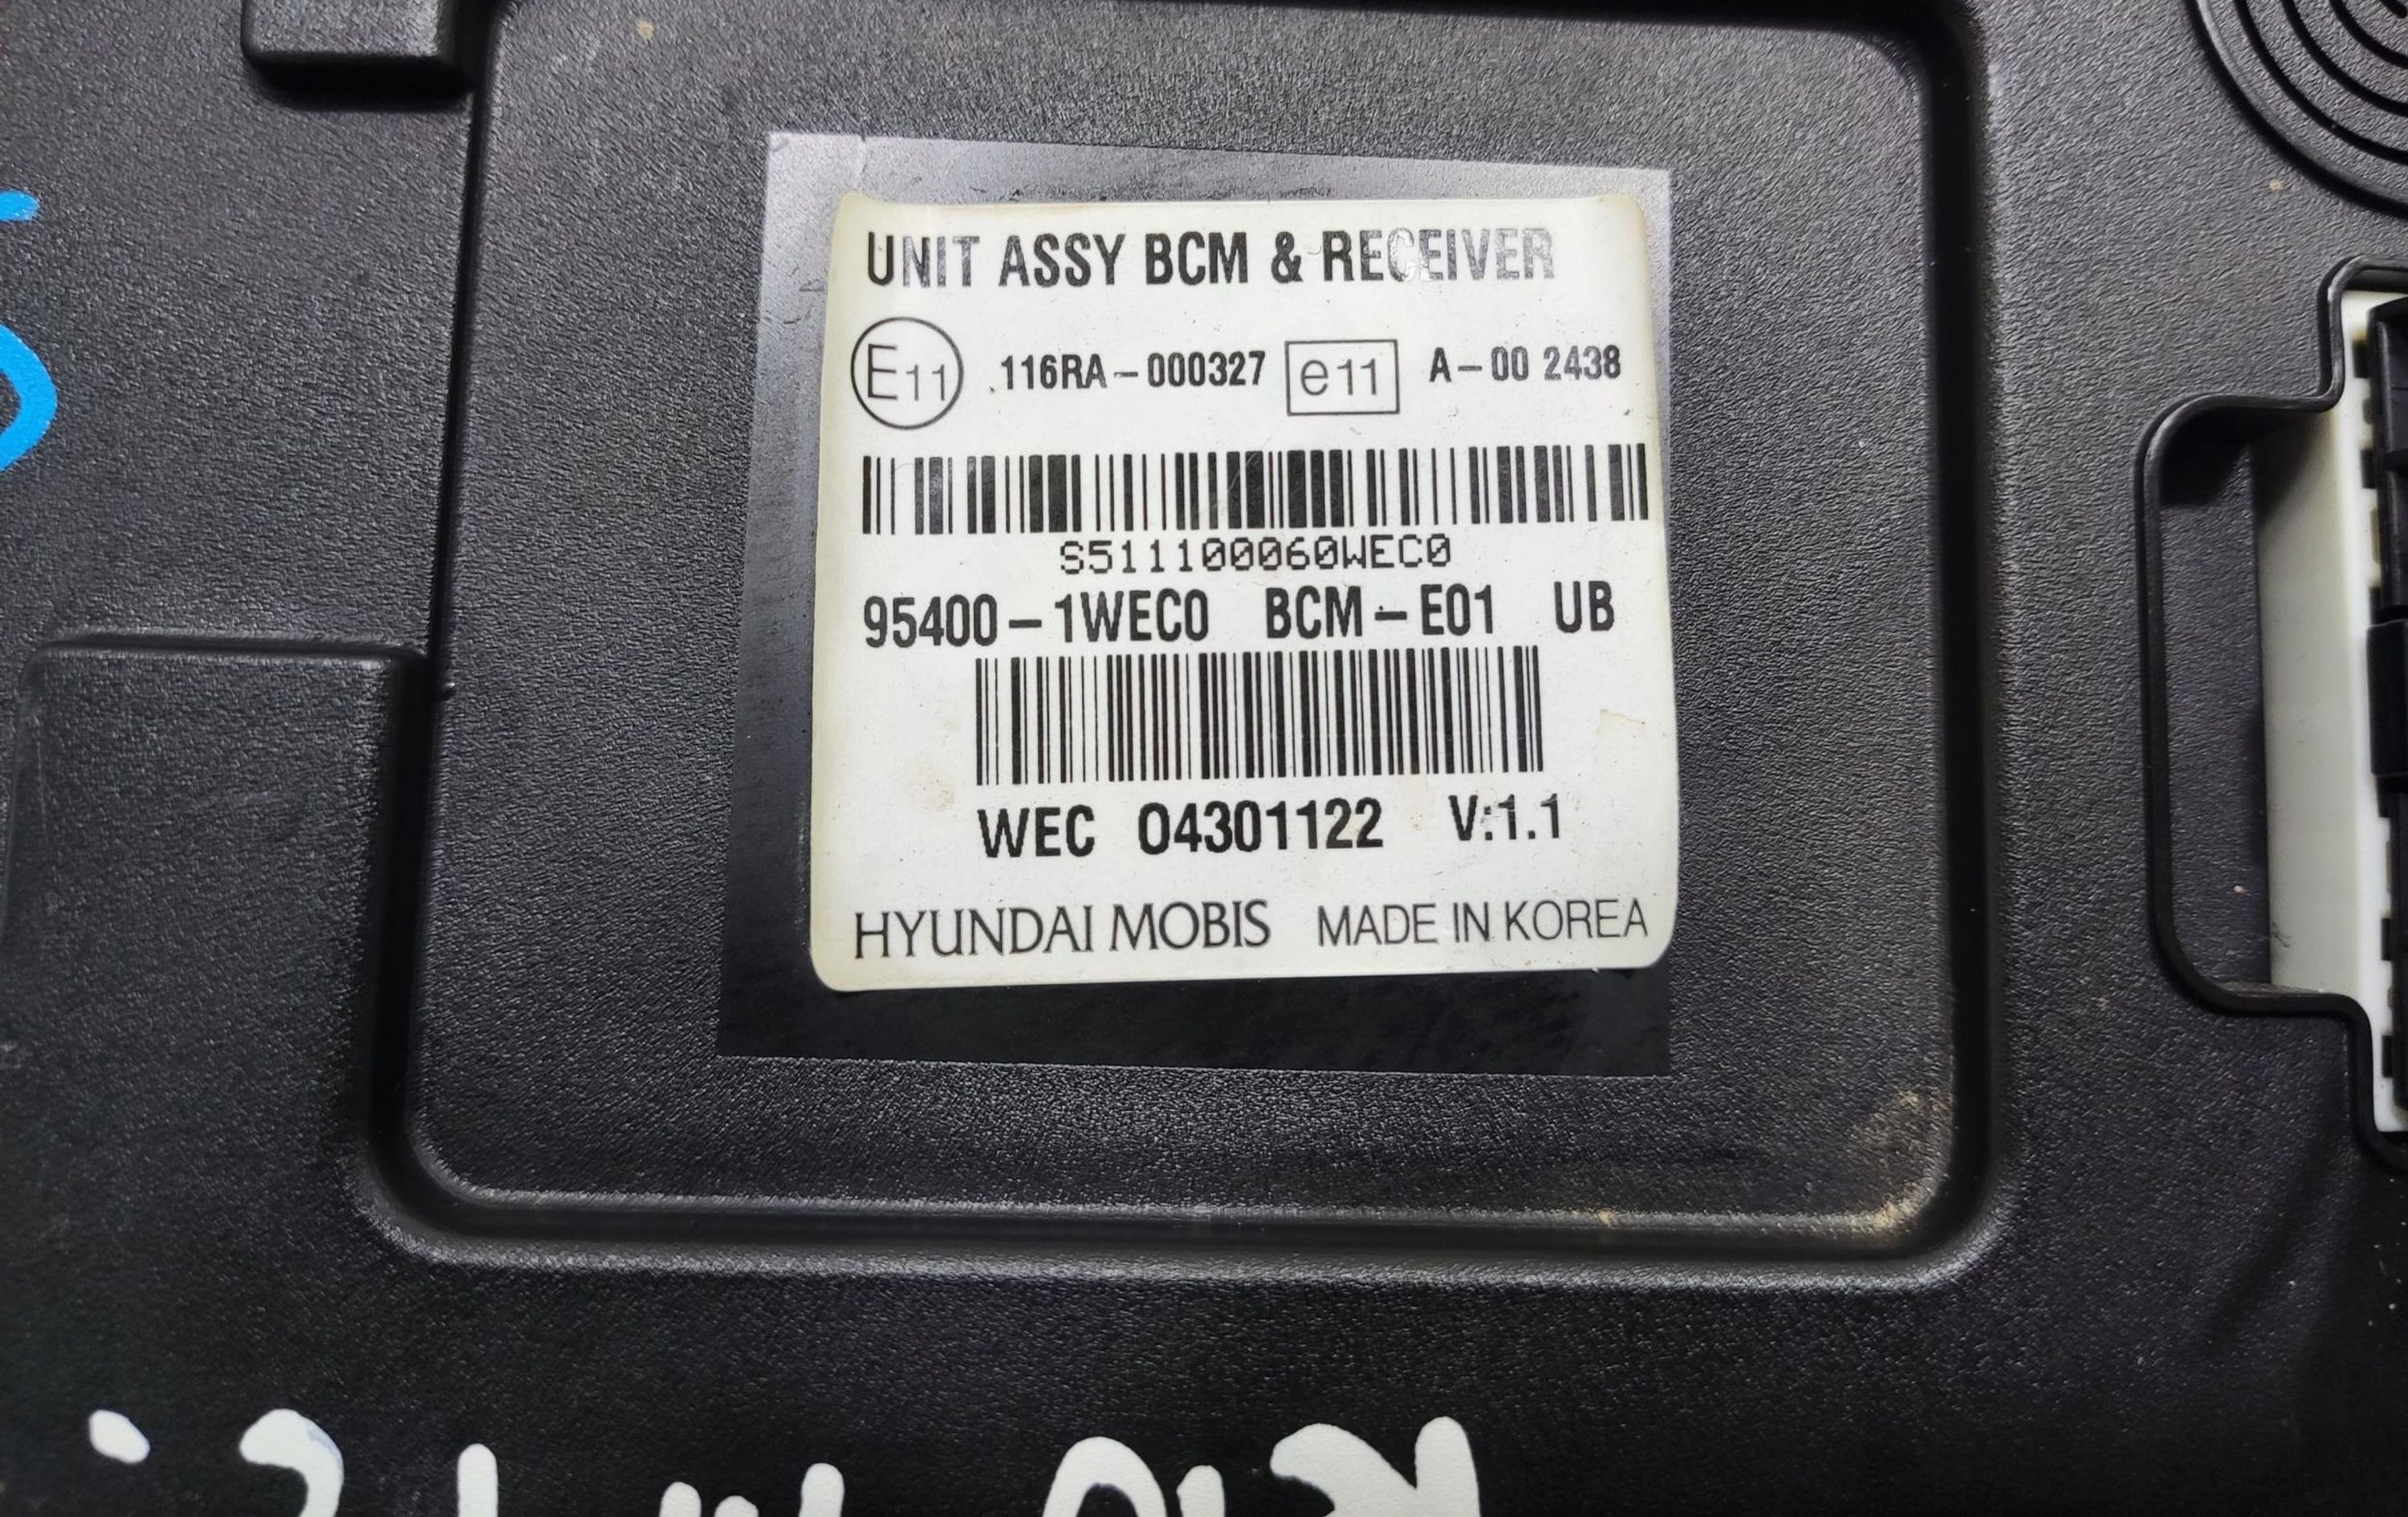 UNIT ASSY BCM & RECEIVER
E11 116RA-000327 e11 A-00 2438
S511100060WEC0
95400-1WEC0 BCM-E01 UB
WEC 04301122 V:1.1
HYUNDAI MOBIS MADE IN KOREA